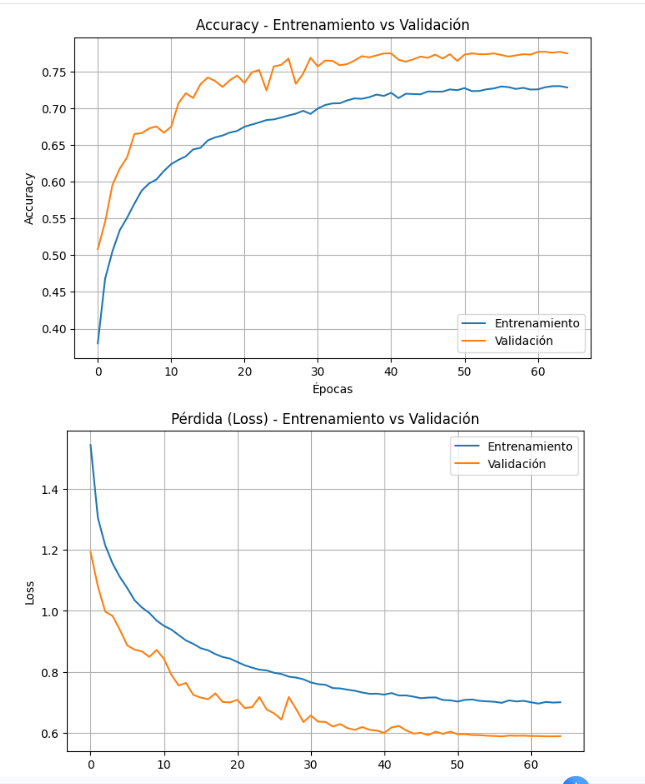 Accuracy - Entrenamiento vs Validación
0.75
0.70
0.65
0.60
0.55
0.50
0.45
0.40
Accuracy
Entrenamiento
Validación
0 10 20 30 40 50 60
Épocas
Pérdida (Loss) - Entrenamiento vs Validación
Entrenamiento
Validación
1.4
1.2
1.0
0.8
0.6
Loss
0 10 20 30 40 50 60